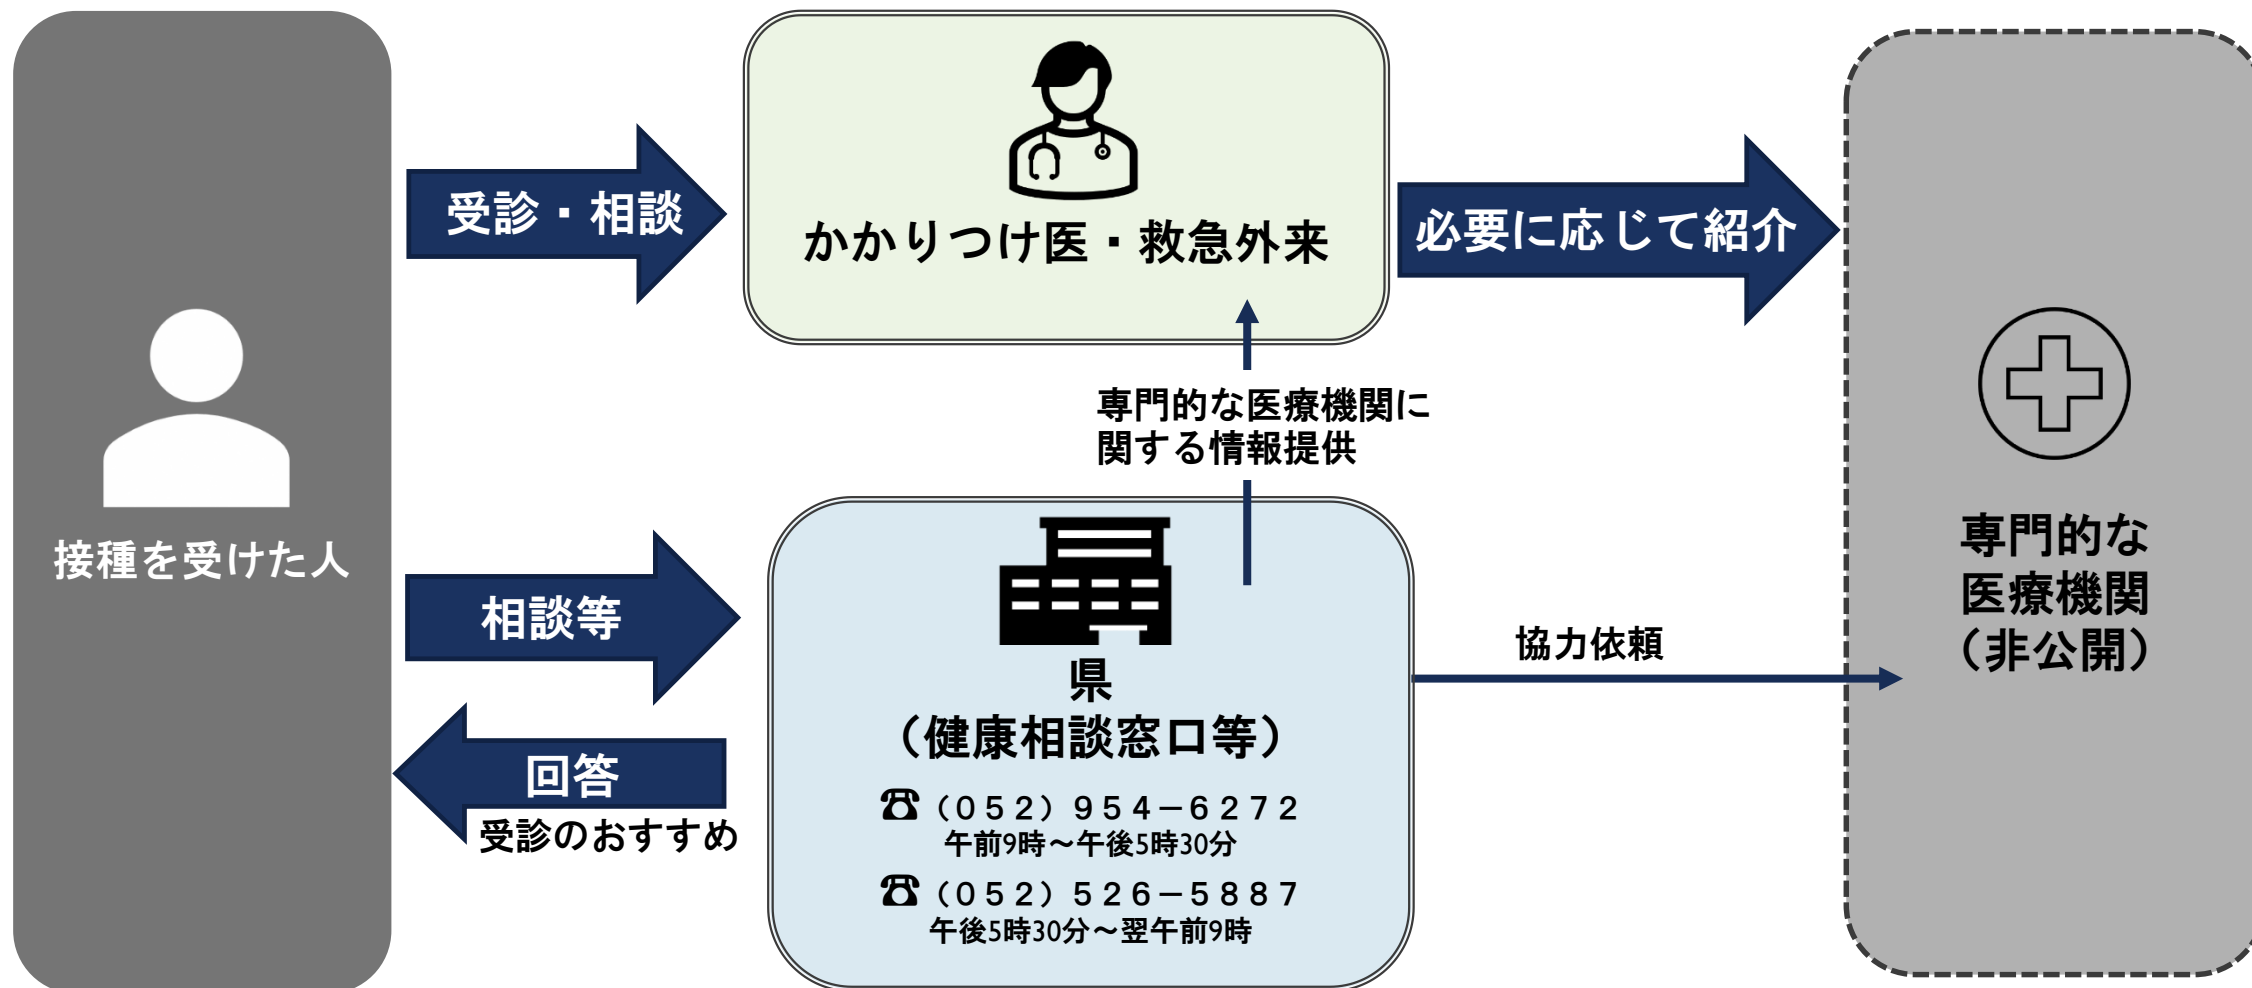 接種を受けた人
受診・相談
かかりつけ医・救急外来
必要に応じて紹介
専門的な医療機関に
関する情報提供
相談等
回答
受診のおすすめ
県
（健康相談窓口等）
☎（０５２）９５４－６２７２
午前9時～午後5時30分
☎（０５２）５２６－５８８７
午後5時30分～翌午前9時
協力依頼
専門的な
医療機関
（非公開）